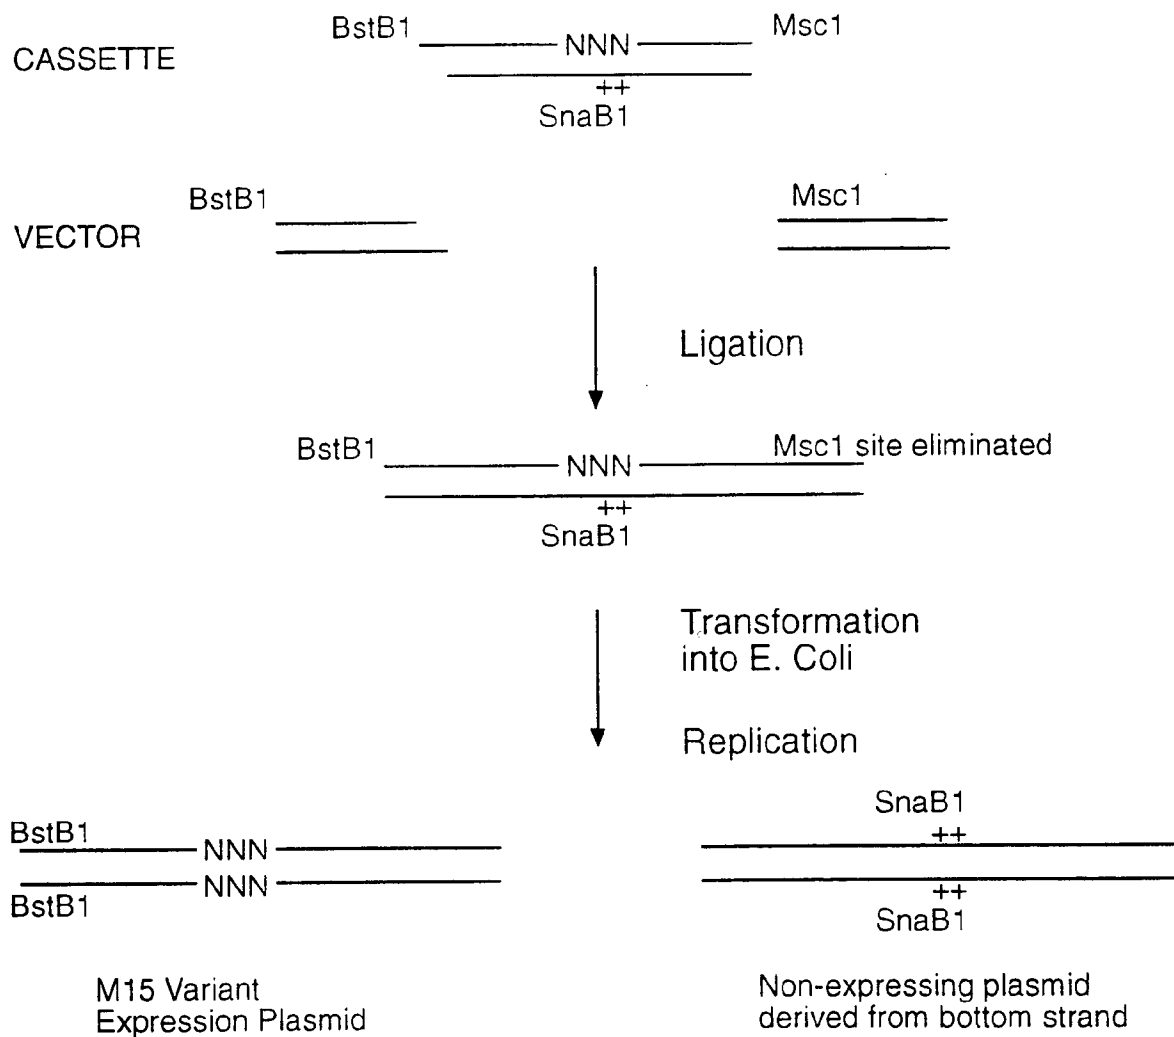 BstB1
NNN
Msc1
CASSETTE
++
SnaB1
BstB1
Msc1
VECTOR
Ligation
BstB1
NNN
Msc1 site eliminated
++
SnaB1
Transformation
into E. Coli
Replication
BstB1
NNN
NNN
BstB1
SnaB1
++
++
SnaB1
M15 Variant
Expression Plasmid
Non-expressing plasmid
derived from bottom strand